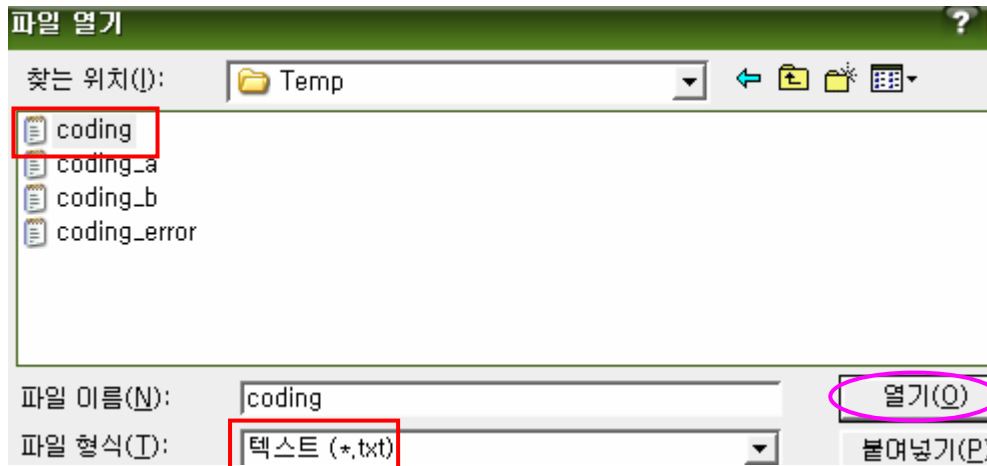 파일 열기 ?
찾는 위치(I): Temp
coding
coding_a
coding_b
coding_error
파일 이름(N): coding 열기(O)
파일 형식(T): 텍스트 (*.txt) 붙여넣기(P)